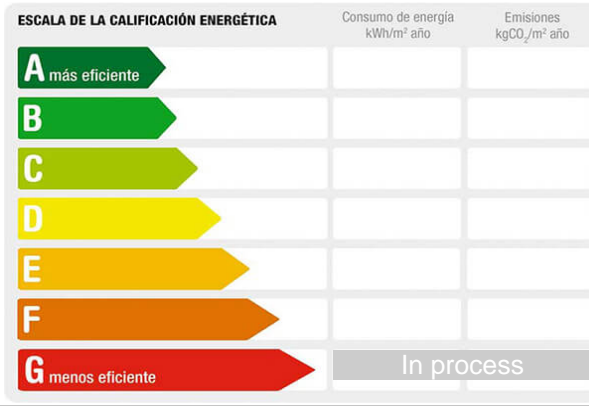 ESCALA DE LA CALIFICACIÓN ENERGÉTICA
Consumo de energía
kWh/m² año
Emisiones
kgCO₂/m² año
A más eficiente
B
C
D
E
F
G menos eficiente
In process